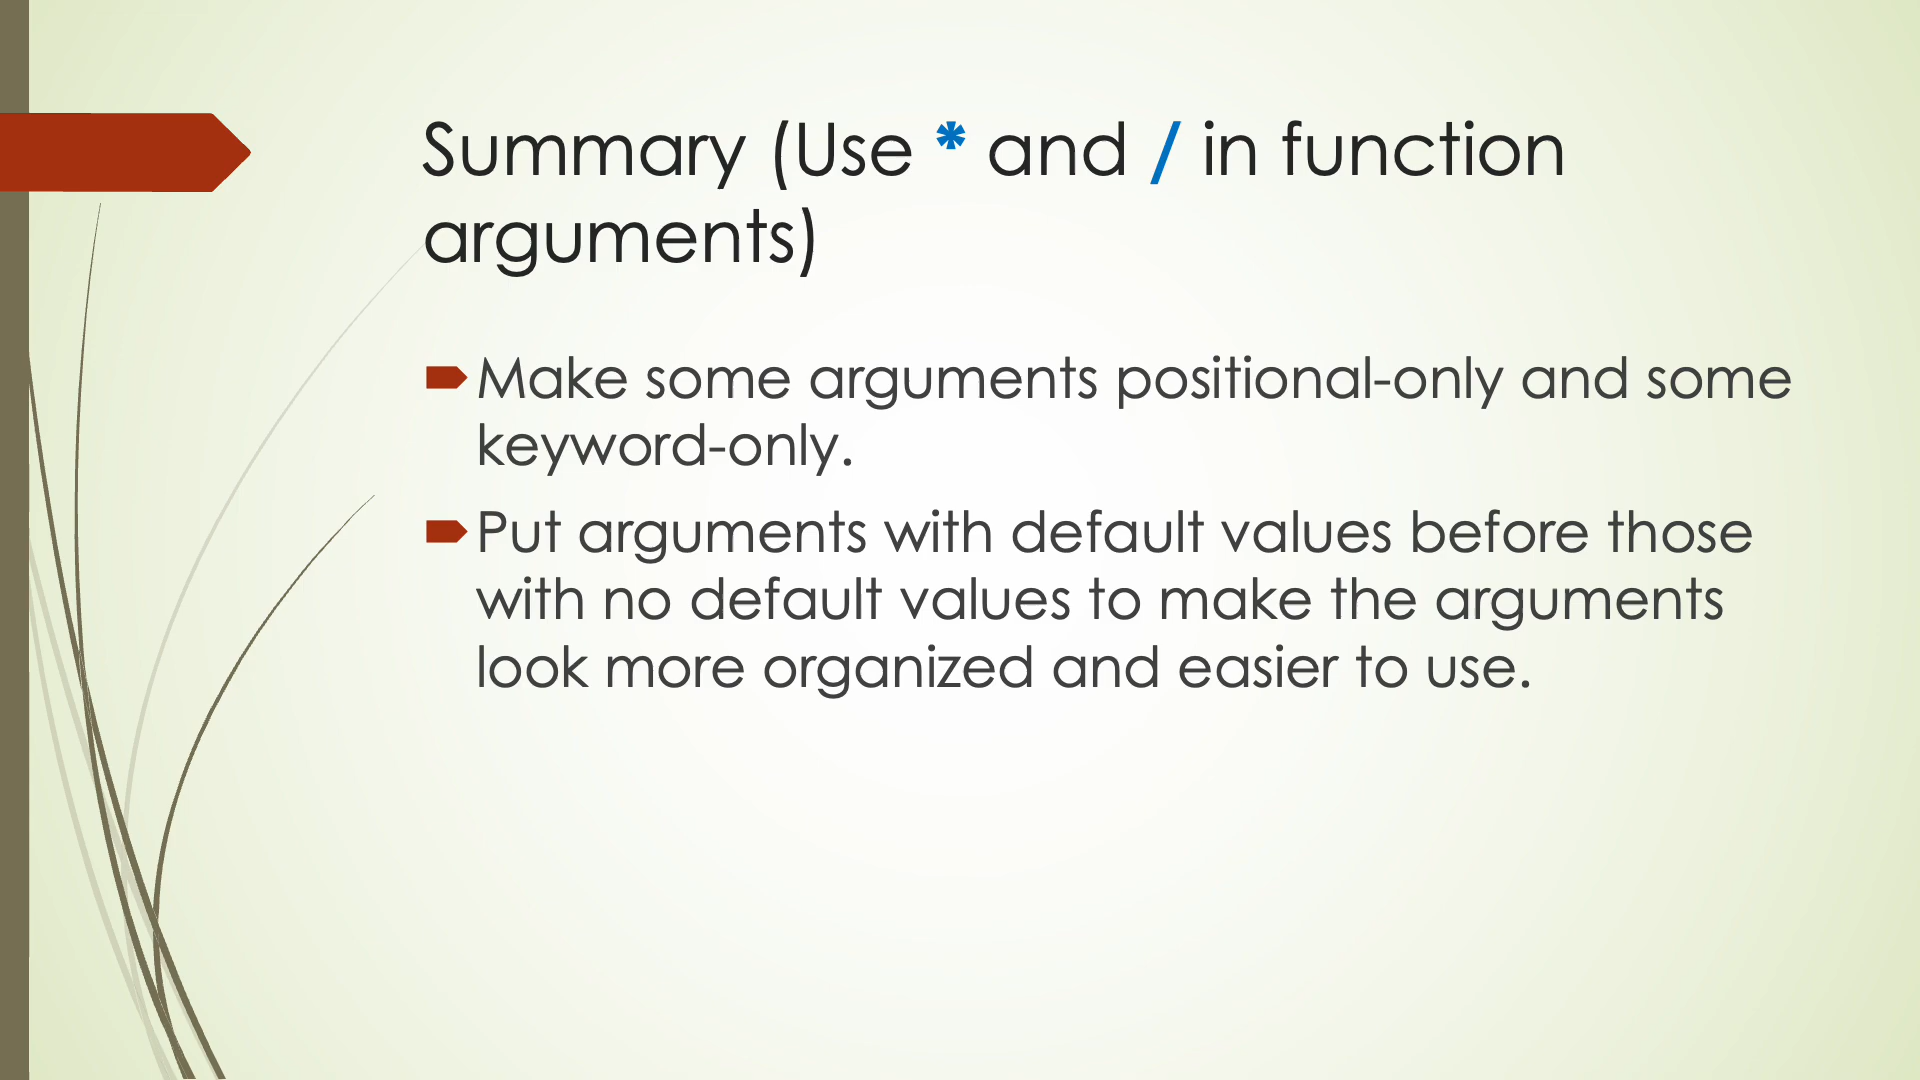 Summary (Use * and / in function
arguments)
Make some arguments positional-only and some
keyword-only.
Put arguments with default values before those
with no default values to make the arguments
look more organized and easier to use.